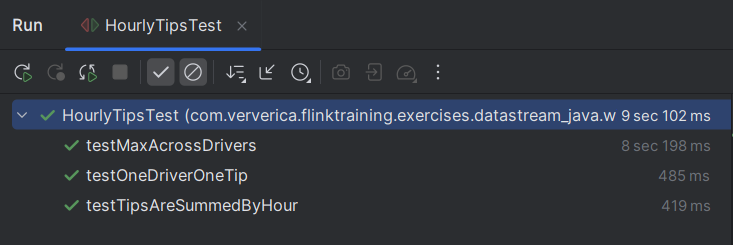 Run HourlyTipsTest
HourlyTipsTest (com.ververica.flinktraining.exercises.datastream_java.w 9 sec 102 ms
testMaxAcrossDrivers 8 sec 198 ms
testOneDriverOneTip 485 ms
testTipsAreSummedByHour 419 ms